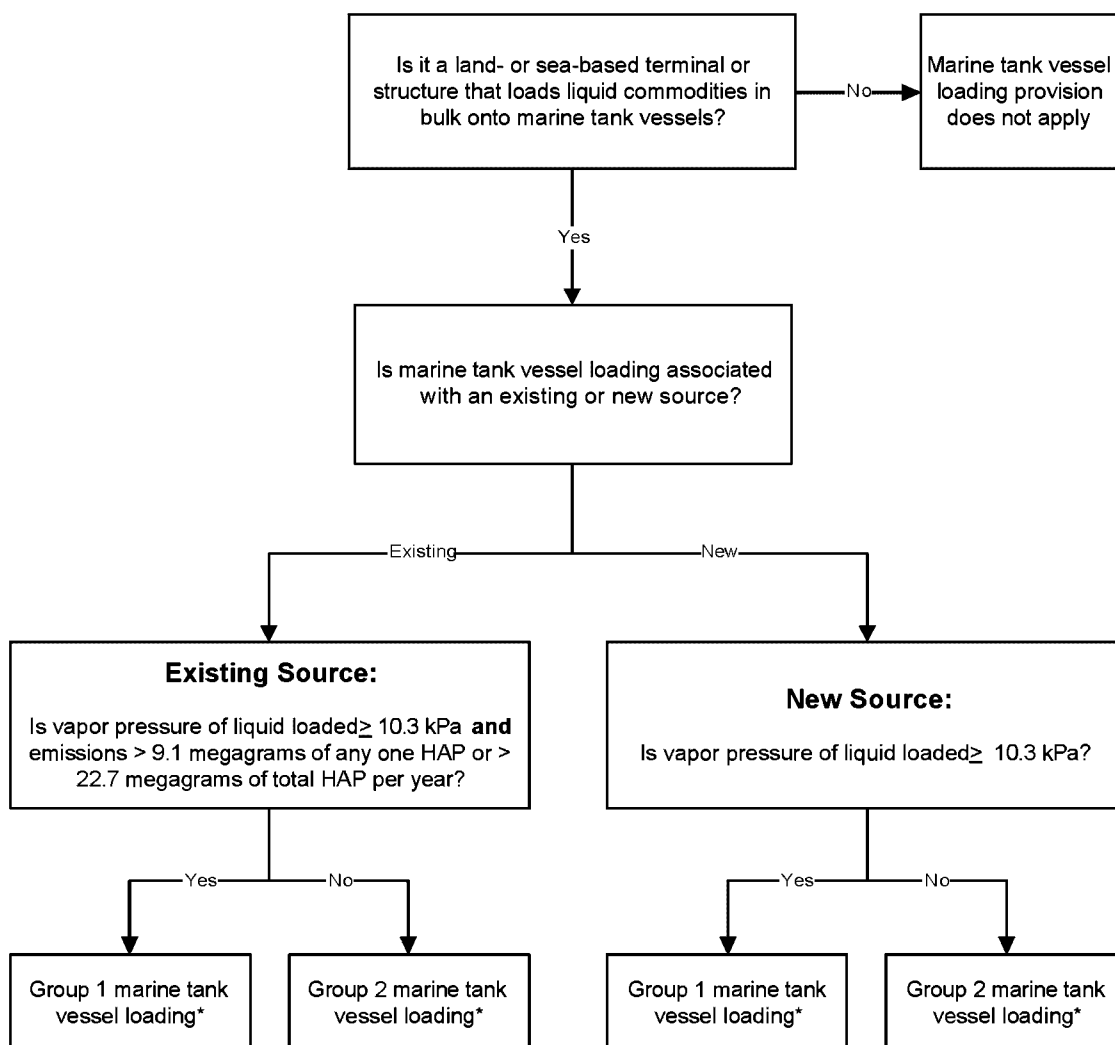 Is it a land- or sea-based terminal or
structure that loads liquid commodities in
bulk onto marine tank vessels?
No
Marine tank vessel
loading provision
does not apply
Yes
Is marine tank vessel loading associated
with an existing or new source?
Existing
New
Existing Source:
Is vapor pressure of liquid loaded≥ 10.3 kPa and
emissions > 9.1 megagrams of any one HAP or >
22.7 megagrams of total HAP per year?
New Source:
Is vapor pressure of liquid loaded≥ 10.3 kPa?
Yes
No
Yes
No
Group 1 marine tank
vessel loading*
Group 2 marine tank
vessel loading*
Group 1 marine tank
vessel loading*
Group 2 marine tank
vessel loading*